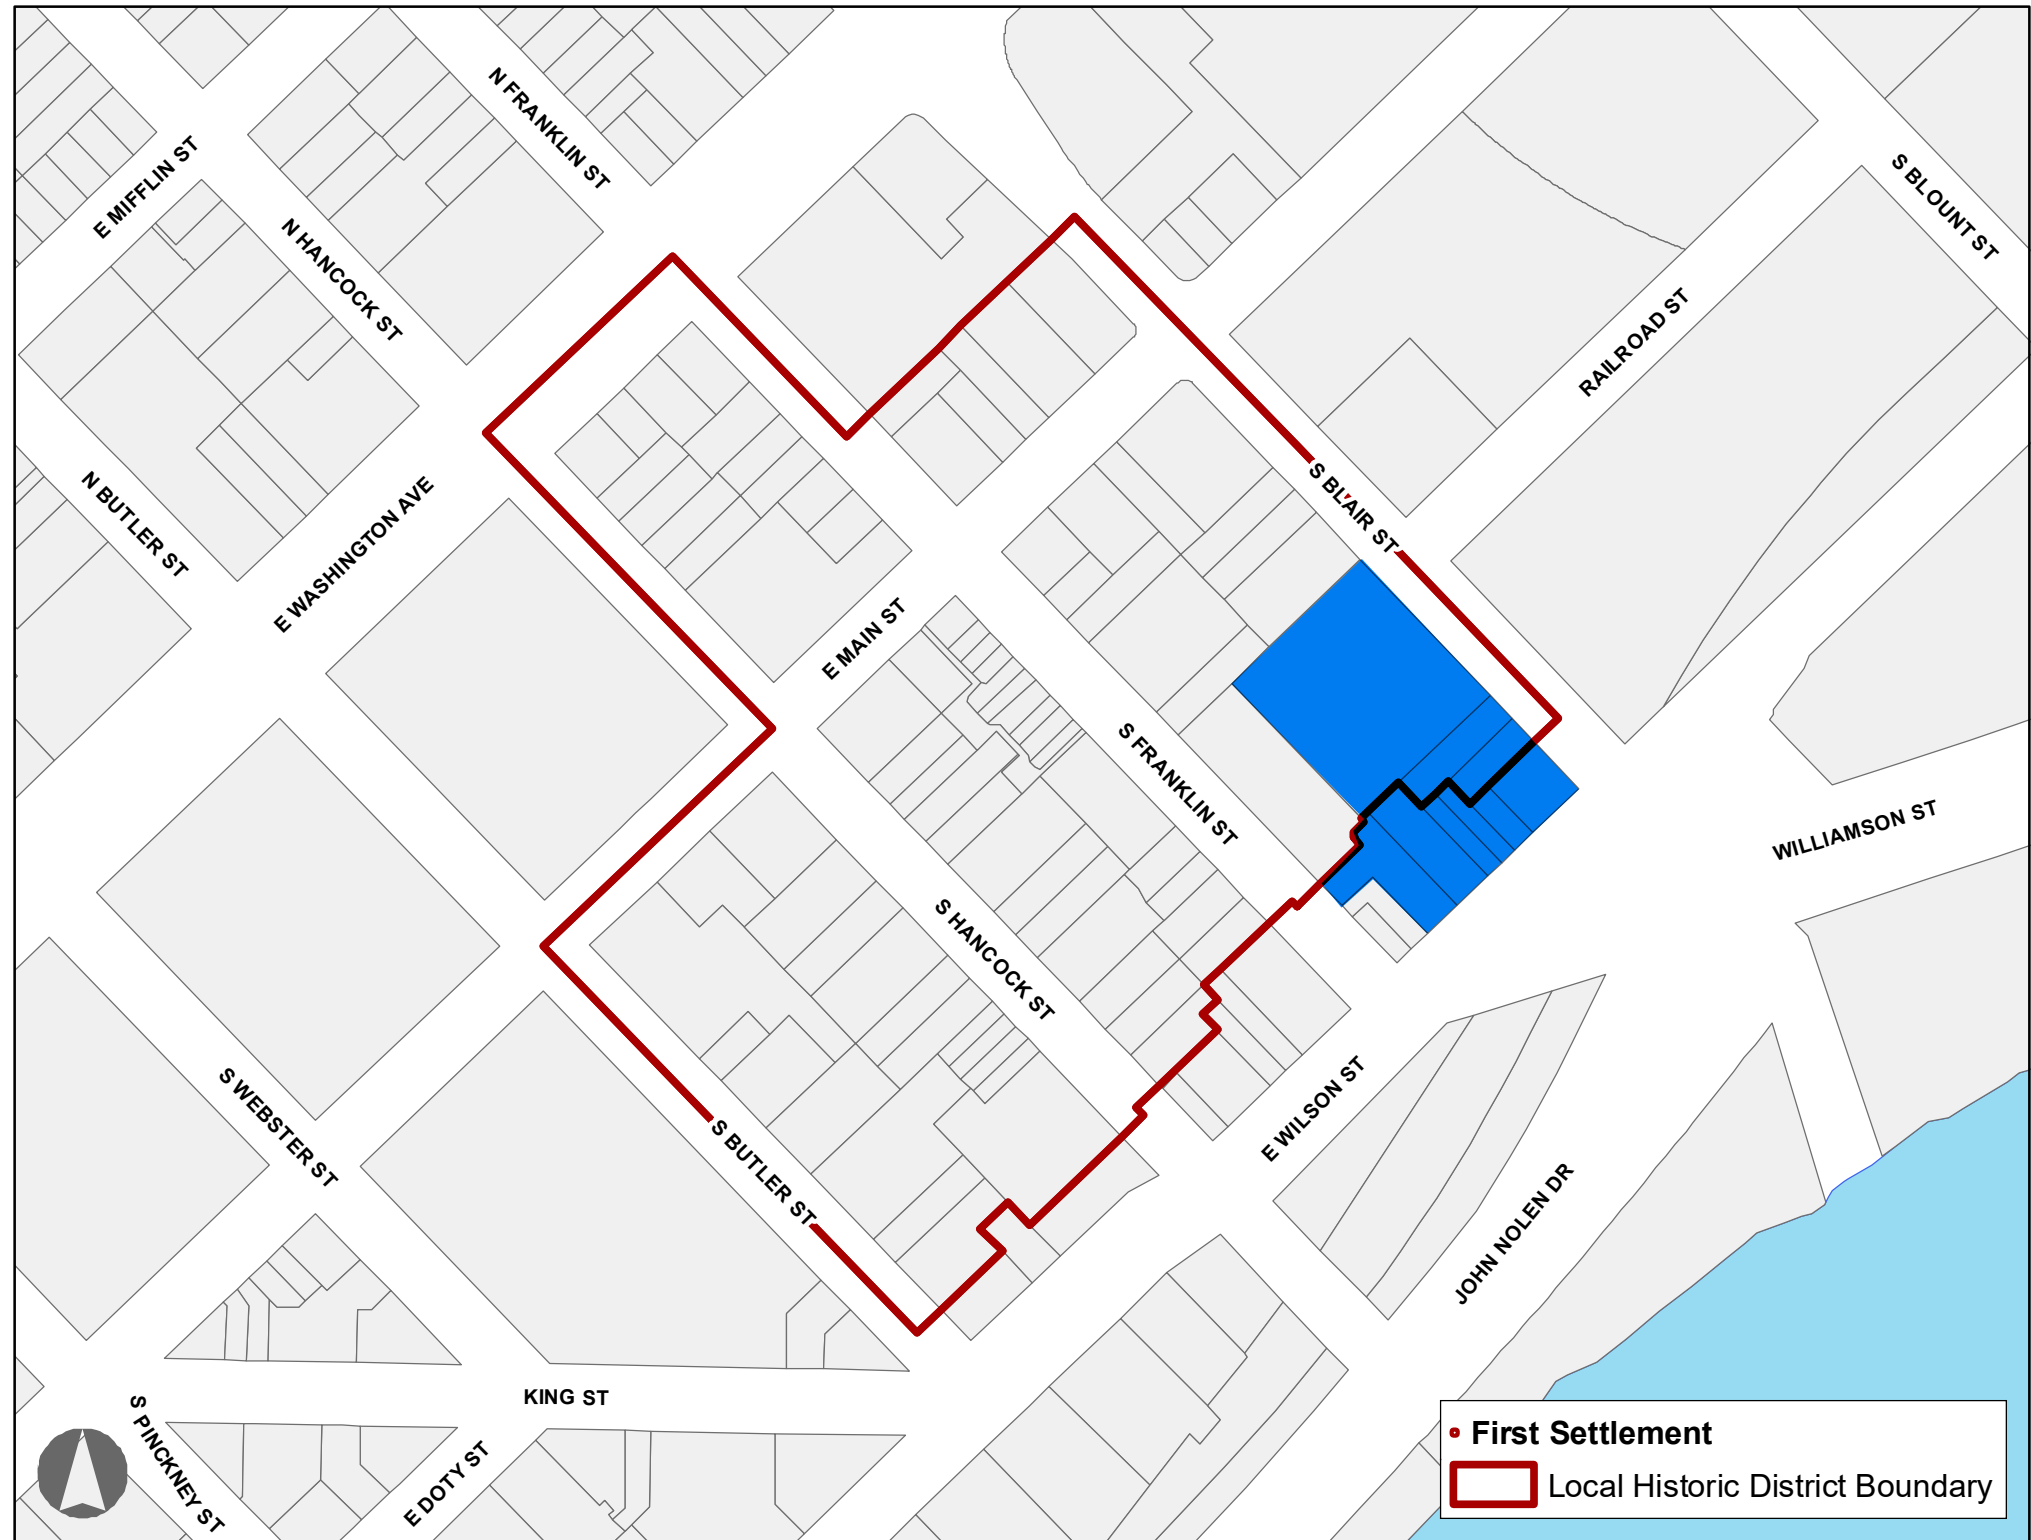 N FRANKLIN ST
E MIFFLIN ST
S BLOUNT ST
N HANCOCK ST
RAILROAD ST
N BUTLER ST
E WASHINGTON AVE
S BLAIR ST
E MAIN ST
S FRANKLIN ST
WILLIAMSON ST
S HANCOCK ST
E WILSON ST
S WEBSTER ST
S BUTLER ST
JOHN NOLEN DR
KING ST
S PINCKNEY ST
E DOTY ST
First Settlement
Local Historic District Boundary